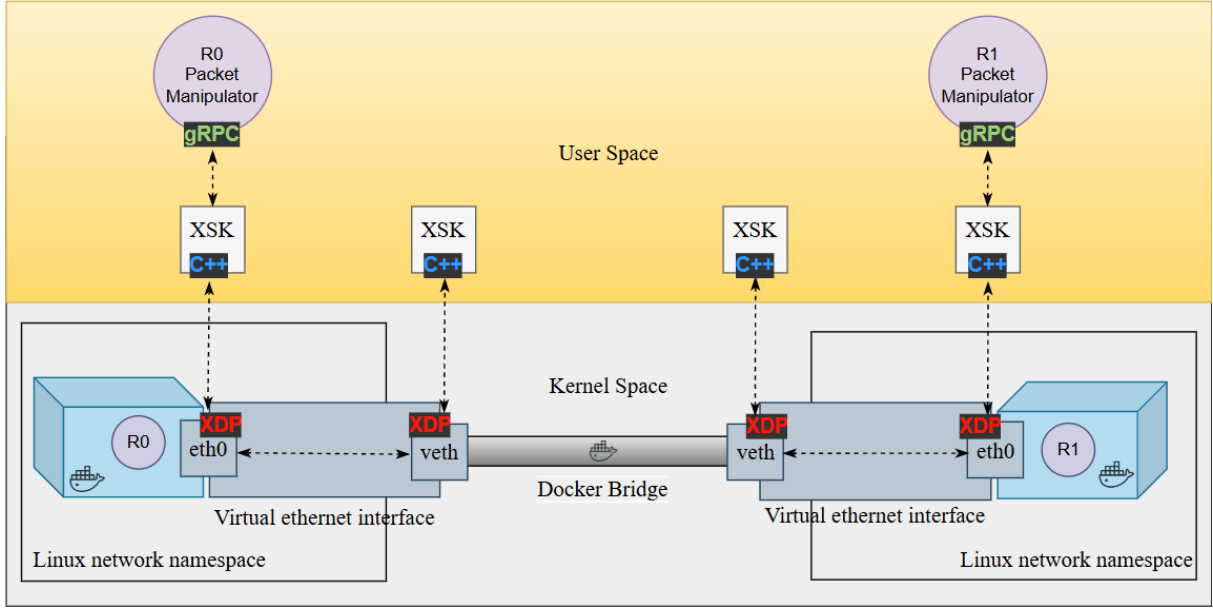 R0
Packet
Manipulator
gRPC
R1
Packet
Manipulator
gRPC
User Space
XSK
C++
XSK
C++
XSK
C++
XSK
C++
Kernel Space
XDP
XDP
XDP
XDP
R0
eth0
veth
veth
eth0
R1
Docker Bridge
Virtual ethernet interface
Virtual ethernet interface
Linux network namespace
Linux network namespace